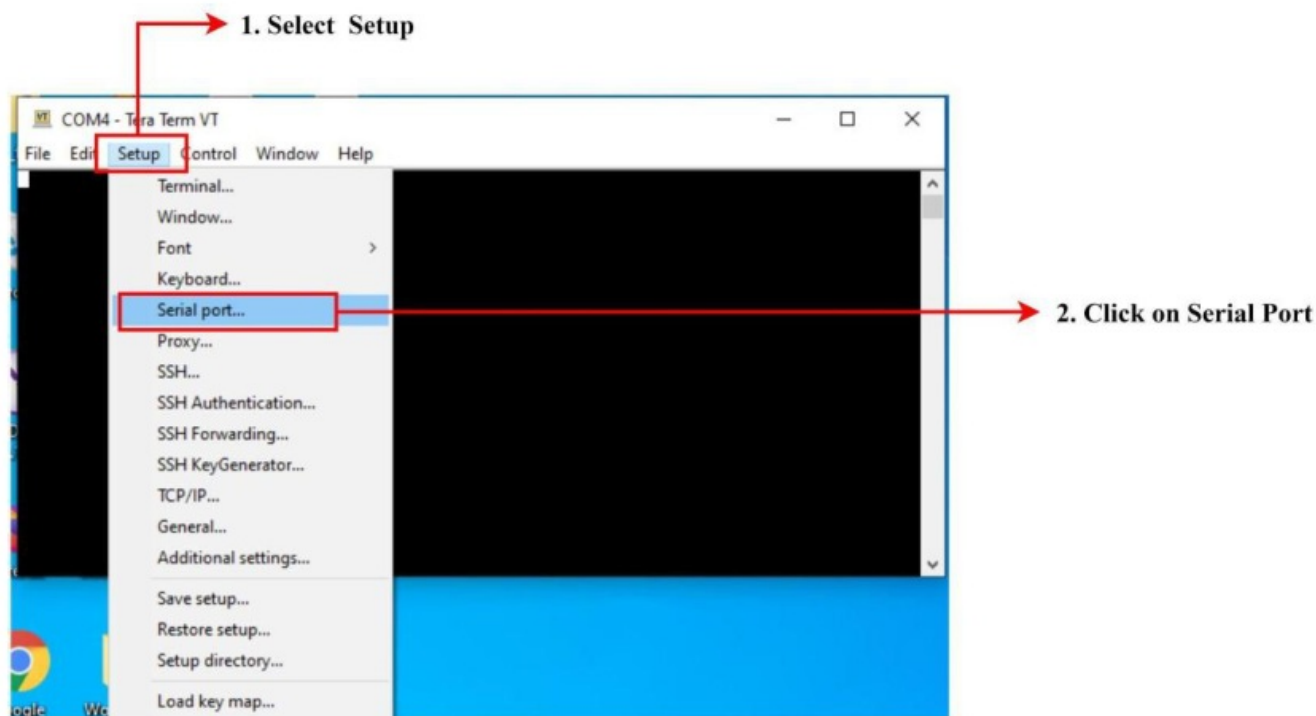 1. Select Setup
COM4 - Tera Term VT
File Edit Setup Control Window Help
Terminal...
Window...
Font
Keyboard...
Serial port...
2. Click on Serial Port
Proxy...
SSH...
SSH Authentication...
SSH Forwarding...
SSH KeyGenerator...
TCP/IP...
General...
Additional settings...
Save setup...
Restore setup...
Setup directory...
Load key map...